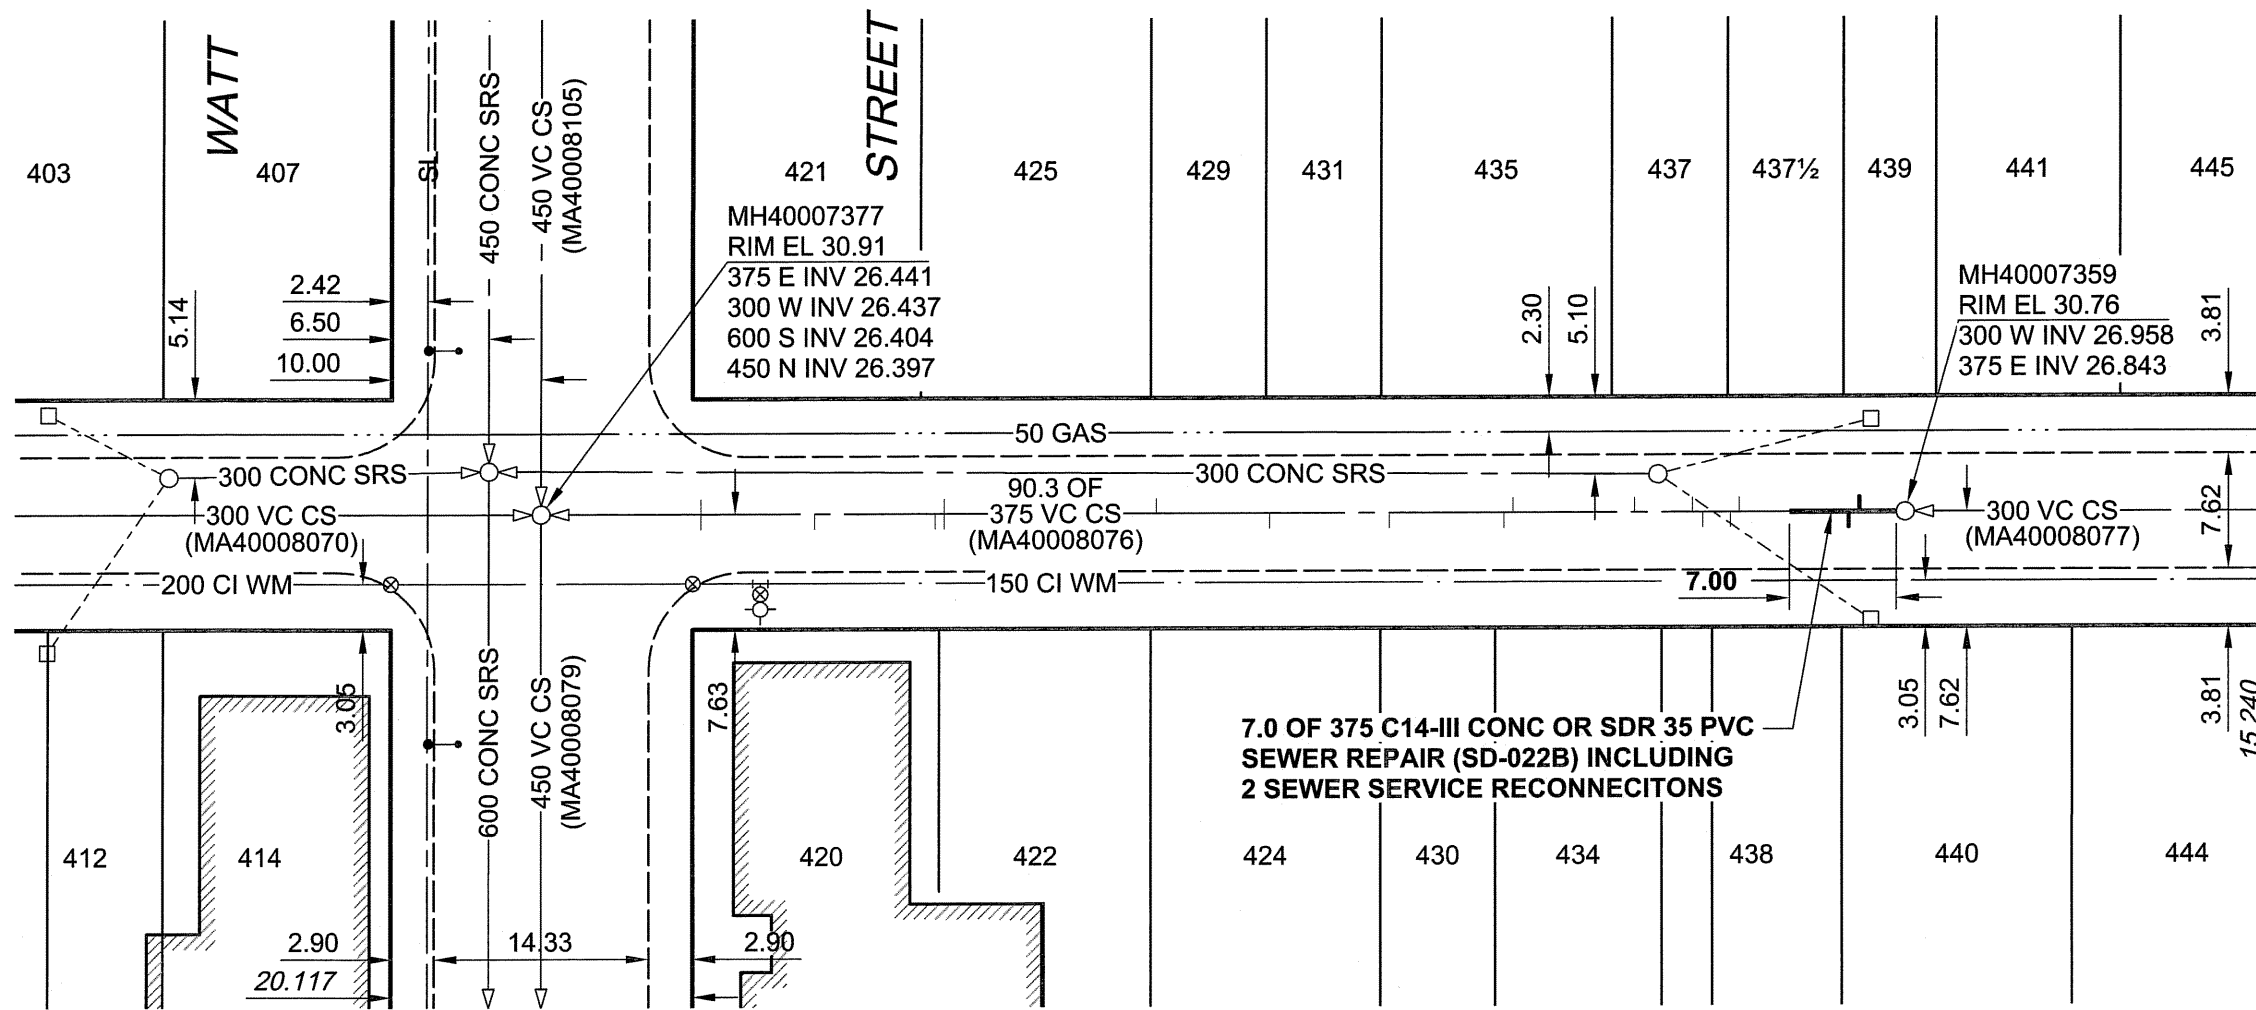 WATT
STREET
403
407
421
425
429
431
435
437
437½
439
441
445
SL
450 CONC SRS
450 VC CS
(MA40008105)
MH40007377
RIM EL 30.91
375 E INV 26.441
300 W INV 26.437
600 S INV 26.404
450 N INV 26.397
MH40007359
RIM EL 30.76
300 W INV 26.958
375 E INV 26.843
2.42
6.50
10.00
5.14
2.30
5.10
3.81
50 GAS
300 CONC SRS
300 CONC SRS
90.3 OF
300 VC CS
(MA40008070)
375 VC CS
(MA40008076)
300 VC CS
(MA40008077)
7.62
200 CI WM
150 CI WM
7.00
3.05
7.63
600 CONC SRS
450 VC CS
(MA40008079)
7.0 OF 375 C14-III CONC OR SDR 35 PVC
SEWER REPAIR (SD-022B) INCLUDING
2 SEWER SERVICE RECONNECITONS
3.05
7.62
3.81
15.240
412
414
420
422
424
430
434
438
440
444
2.90
14.33
2.90
20.117